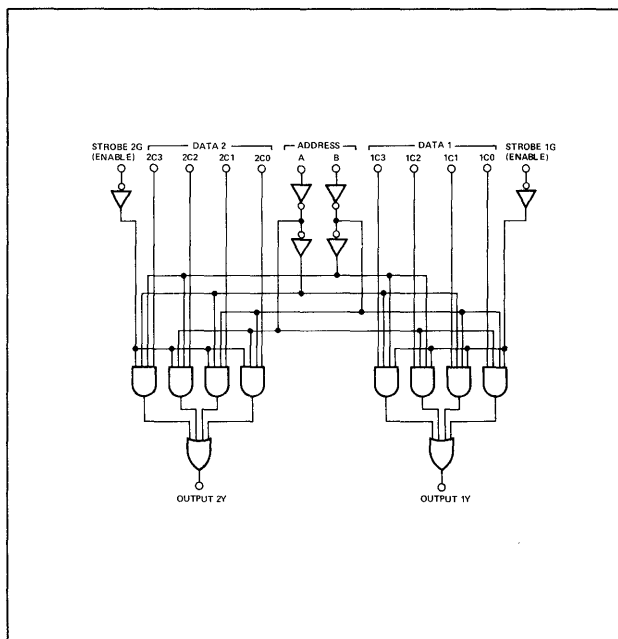 STROBE 2G DATA 2 ADDRESS DATA 1 STROBE 1G
(ENABLE) 2C3 2C2 2C1 2C0 A B 1C3 1C2 1C1 1C0 (ENABLE)
OUTPUT 2Y OUTPUT 1Y